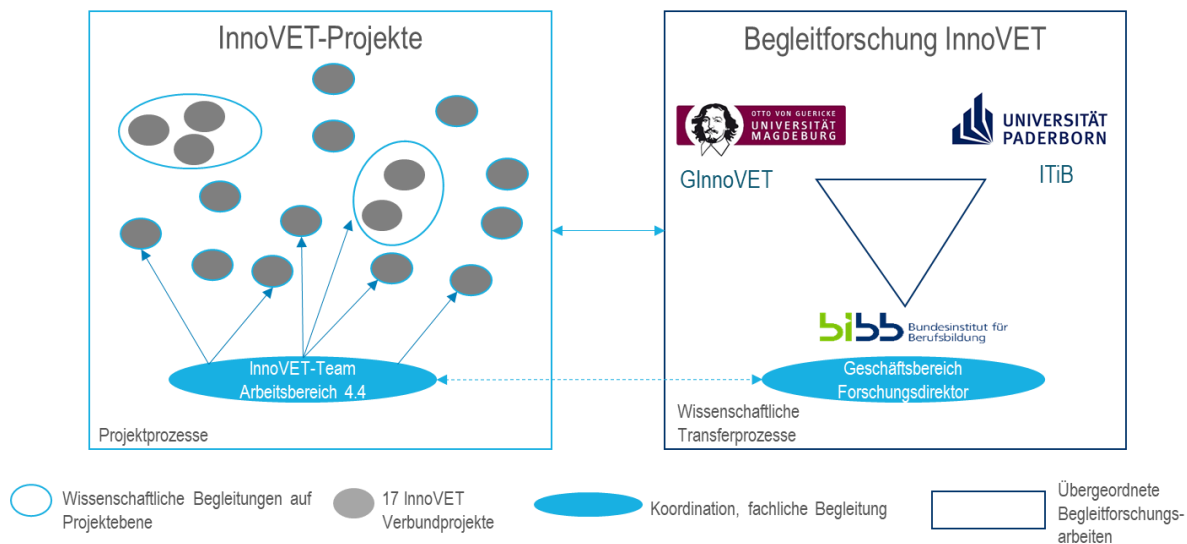 InnoVET-Projekte
InnoVET-Team
Arbeitsbereich 4.4
Projektprozesse
Begleitforschung InnoVET
OTTO VON GUERICKE
UNIVERSITÄT
MAGDEBURG
GInnoVET
UNIVERSITÄT
PADERBORN
ITiB
bibb Bundesinstitut für
Berufsbildung
Geschäftsbereich
Forschungsdirektor
Wissenschaftliche
Transferprozesse
Wissenschaftliche Begleitungen auf
Projektebene
17 InnoVET
Verbundprojekte
Koordination, fachliche Begleitung
Übergeordnete
Begleitforschungs-
arbeiten